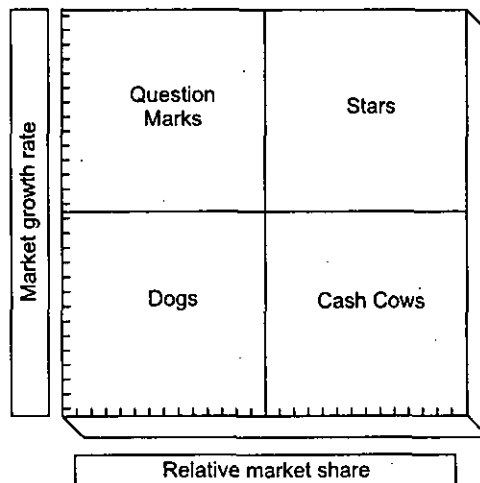 Question
Marks
Stars
Market growth rate
Dogs
Cash Cows
Relative market share